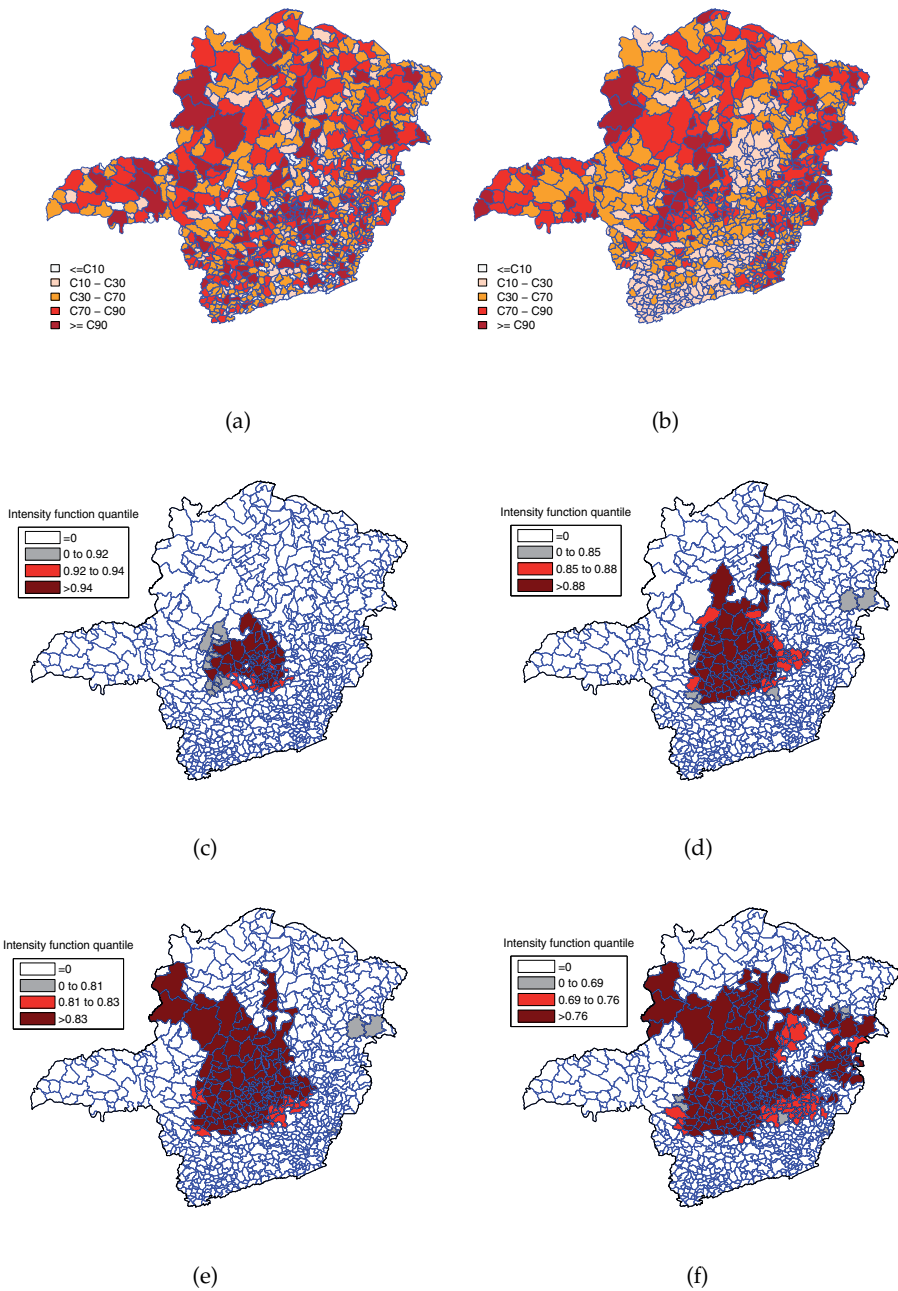 <=C10
C10 – C30
C30 – C70
C70 – C90
>= C90
(a)
<=C10
C10 – C30
C30 – C70
C70 – C90
>= C90
(b)
Intensity function quantile
=0
0 to 0.92
0.92 to 0.94
>0.94
(c)
Intensity function quantile
=0
0 to 0.85
0.85 to 0.88
>0.88
(d)
Intensity function quantile
=0
0 to 0.81
0.81 to 0.83
>0.83
(e)
Intensity function quantile
=0
0 to 0.69
0.69 to 0.76
>0.76
(f)